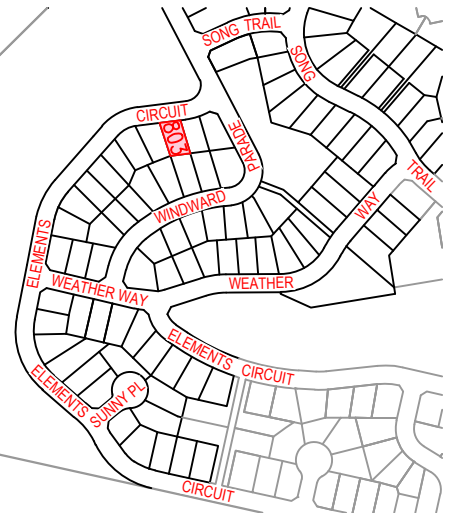 SONG TRAIL
SONG
CIRCUIT
803
PARADE
TRAIL
WINDWARD
WAY
ELEMENTS
WEATHER
WEATHER WAY
ELEMENTS
CIRCUIT
ELEMENTS
SUNNY PL
CIRCUIT